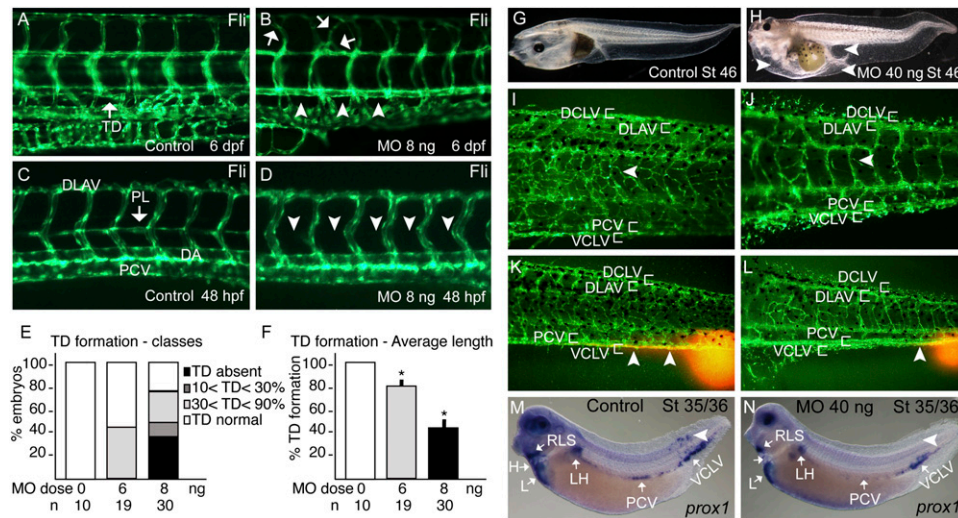 A
Fli
TD
Control 6 dpf
B
Fli
MO 8 ng 6 dpf
C
Fli
DLAV
PL
DA
PCV
Control 48 hpf
D
Fli
MO 8 ng 48 hpf
E
TD formation - classes
% embryos
100
80
60
40
20
TD absent
10< TD< 30%
30< TD< 90%
TD normal
MO dose 0 6 8 ng
n 10 19 30
F
TD formation - Average length
% TD formation
100
80
60
40
20
*
*
0 6 8 ng
10 19 30
G
Control St 46
H
MO 40 ng St 46
I
DCLV
DLAV
PCV
VCLV
J
DCLV
DLAV
PCV
VCLV
K
DCLV
DLAV
PCV
VCLV
L
DCLV
DLAV
PCV
VCLV
M
Control St 35/36
RLS
H
L
LH
PCV
VCLV
prox1
N
MO 40 ng St 35/36
RLS
L
LH
PCV
VCLV
prox1